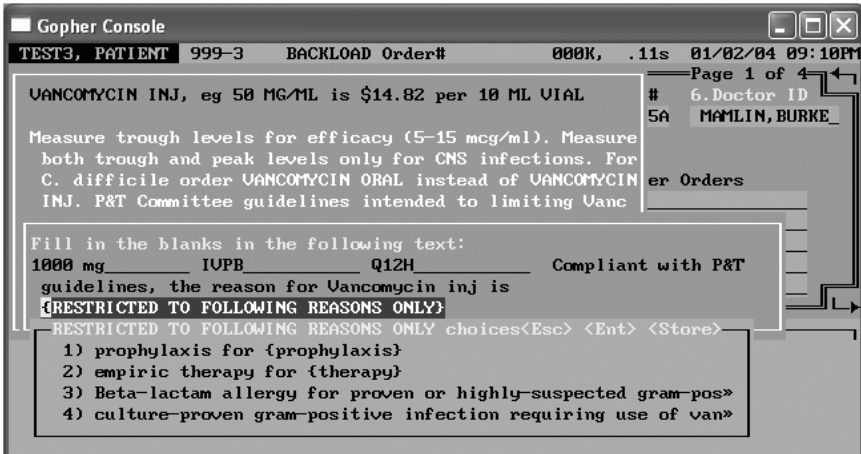 Gopher Console
TEST3, PATIENT 999-3 BACKLOAD Order# 000K, .11s 01/02/04 09:10PM
Page 1 of 4
VANCOMYCIN INJ, eg 50 MG/ML is $14.82 per 10 ML VIAL # 6.Doctor ID
5A MAMLIN,BURKE_
Measure trough levels for efficacy (5-15 mcg/ml). Measure
both trough and peak levels only for CNS infections. For
C. difficile order VANCOMYCIN ORAL instead of VANCOMYCIN er Orders
INJ. P&T Committee guidelines intended to limiting Vanc
Fill in the blanks in the following text:
1000 mg________ IVPB__________ Q12H__________ Compliant with P&T
guidelines, the reason for Vancomycin inj is
{RESTRICTED TO FOLLOWING REASONS ONLY}
RESTRICTED TO FOLLOWING REASONS ONLY choices<Esc> <Ent> <Store>
1) prophylaxis for {prophylaxis}
2) empiric therapy for {therapy}
3) Beta-lactam allergy for proven or highly-suspected gram-pos»
4) culture-proven gram-positive infection requiring use of van»